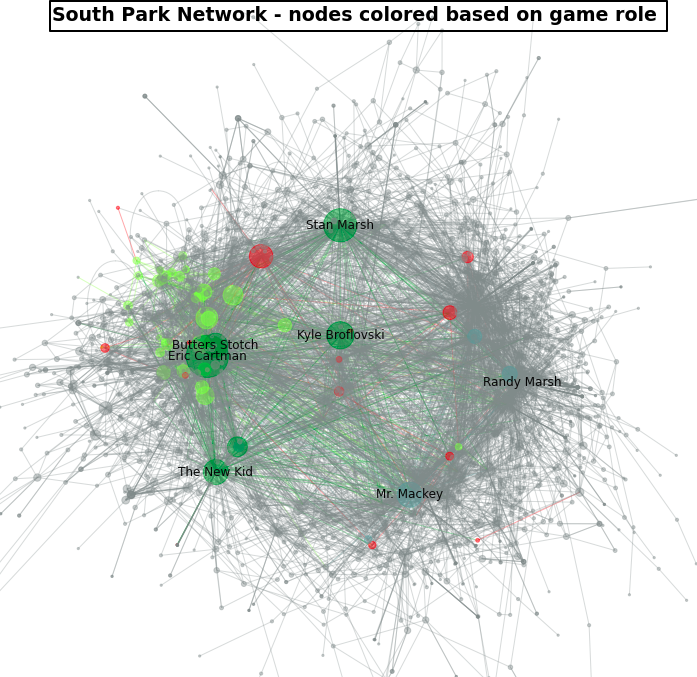 South Park Network - nodes colored based on game role
Stan Marsh
Kyle Broflovski
Butters Stotch
Eric Cartman
Randy Marsh
The New Kid
Mr. Mackey